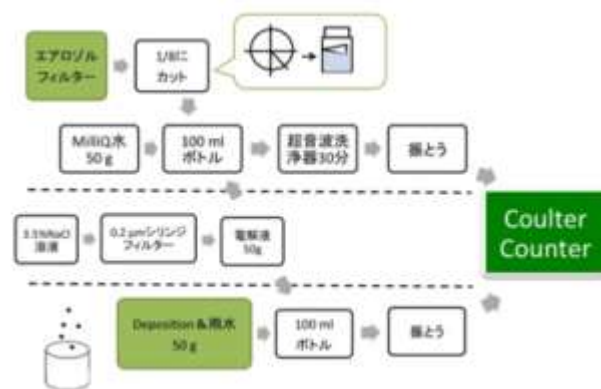 エアロゾル
フィルター
1/8に
カット
MilliQ水
50 g
100 ml
ボトル
超音波洗
浄器30分
振とう
3.5%NaCl
溶液
0.2 μmシリンジ
フィルター
電解液
50g
Coulter
Counter
Deposition＆雨水
50 g
100 ml
ボトル
振とう